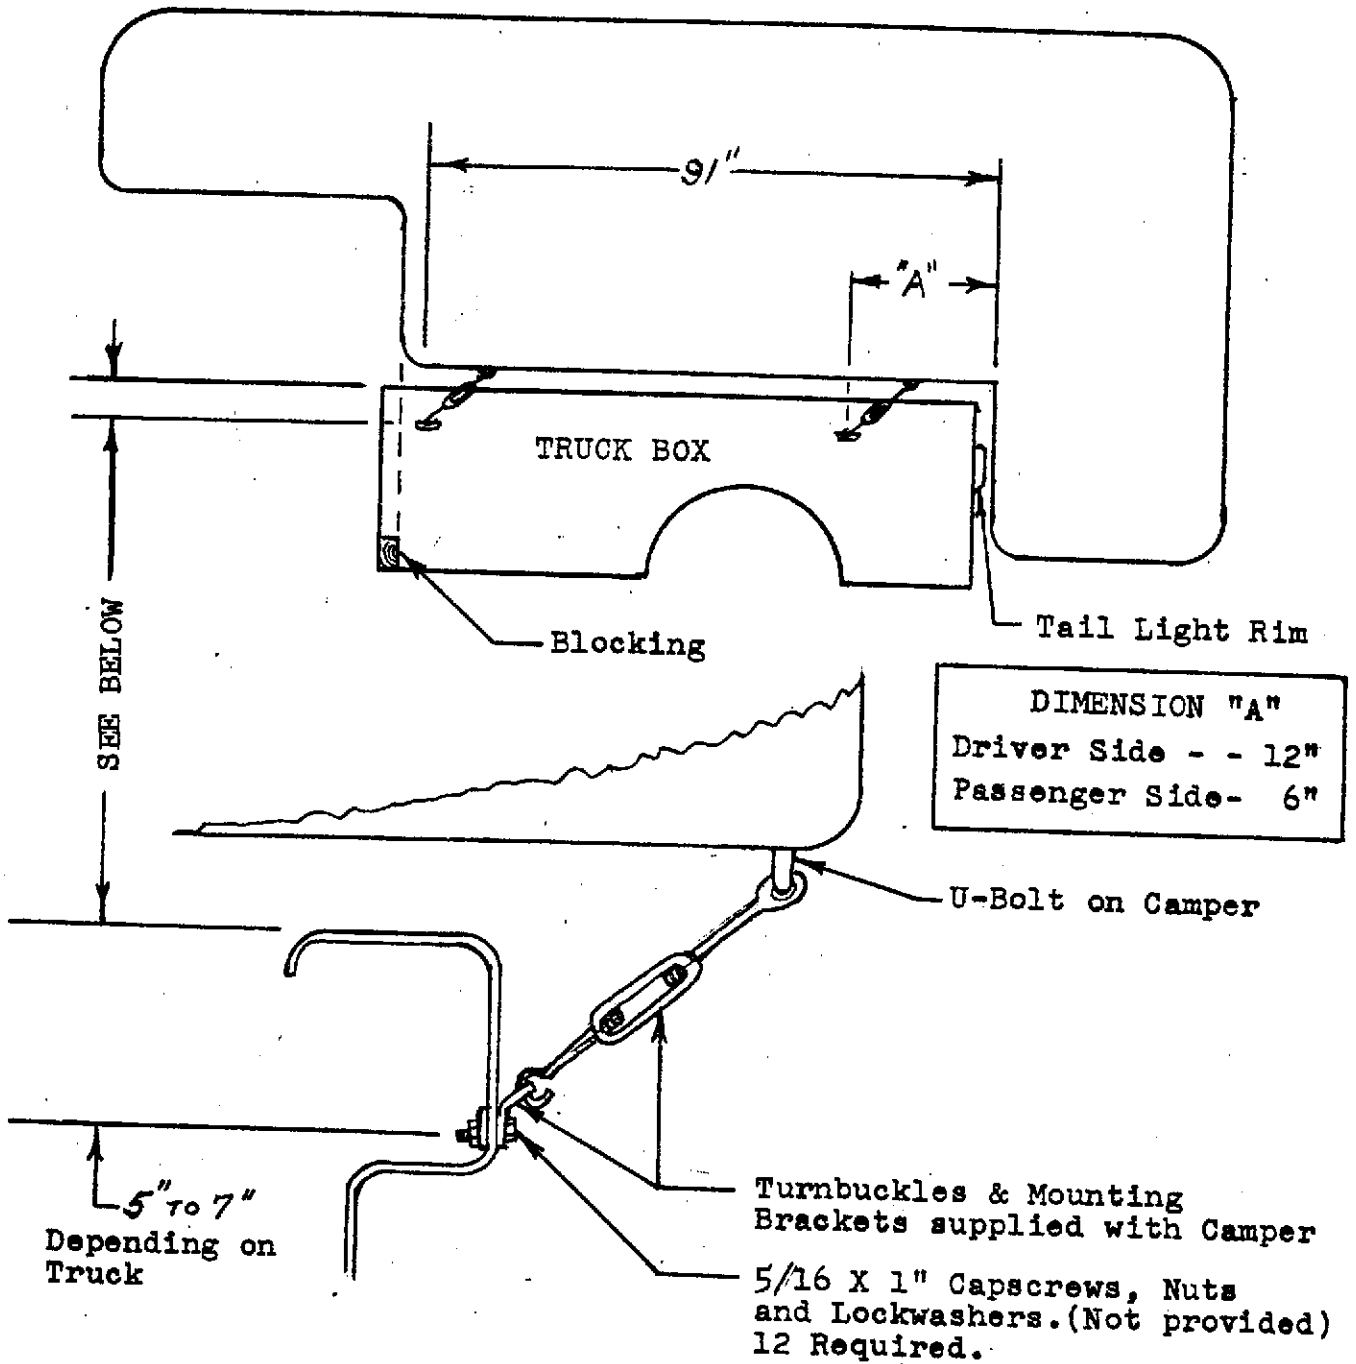 91"
"A"
TRUCK BOX
SEE BELOW
Blocking
Tail Light Rim
DIMENSION "A"
Driver Side - - 12"
Passenger Side- 6"
U-Bolt on Camper
5" TO 7"
Depending on
Truck
Turnbuckles & Mounting
Brackets supplied with Camper
5/16 X 1" Capscrews, Nuts
and Lockwashers.(Not provided)
12 Required.